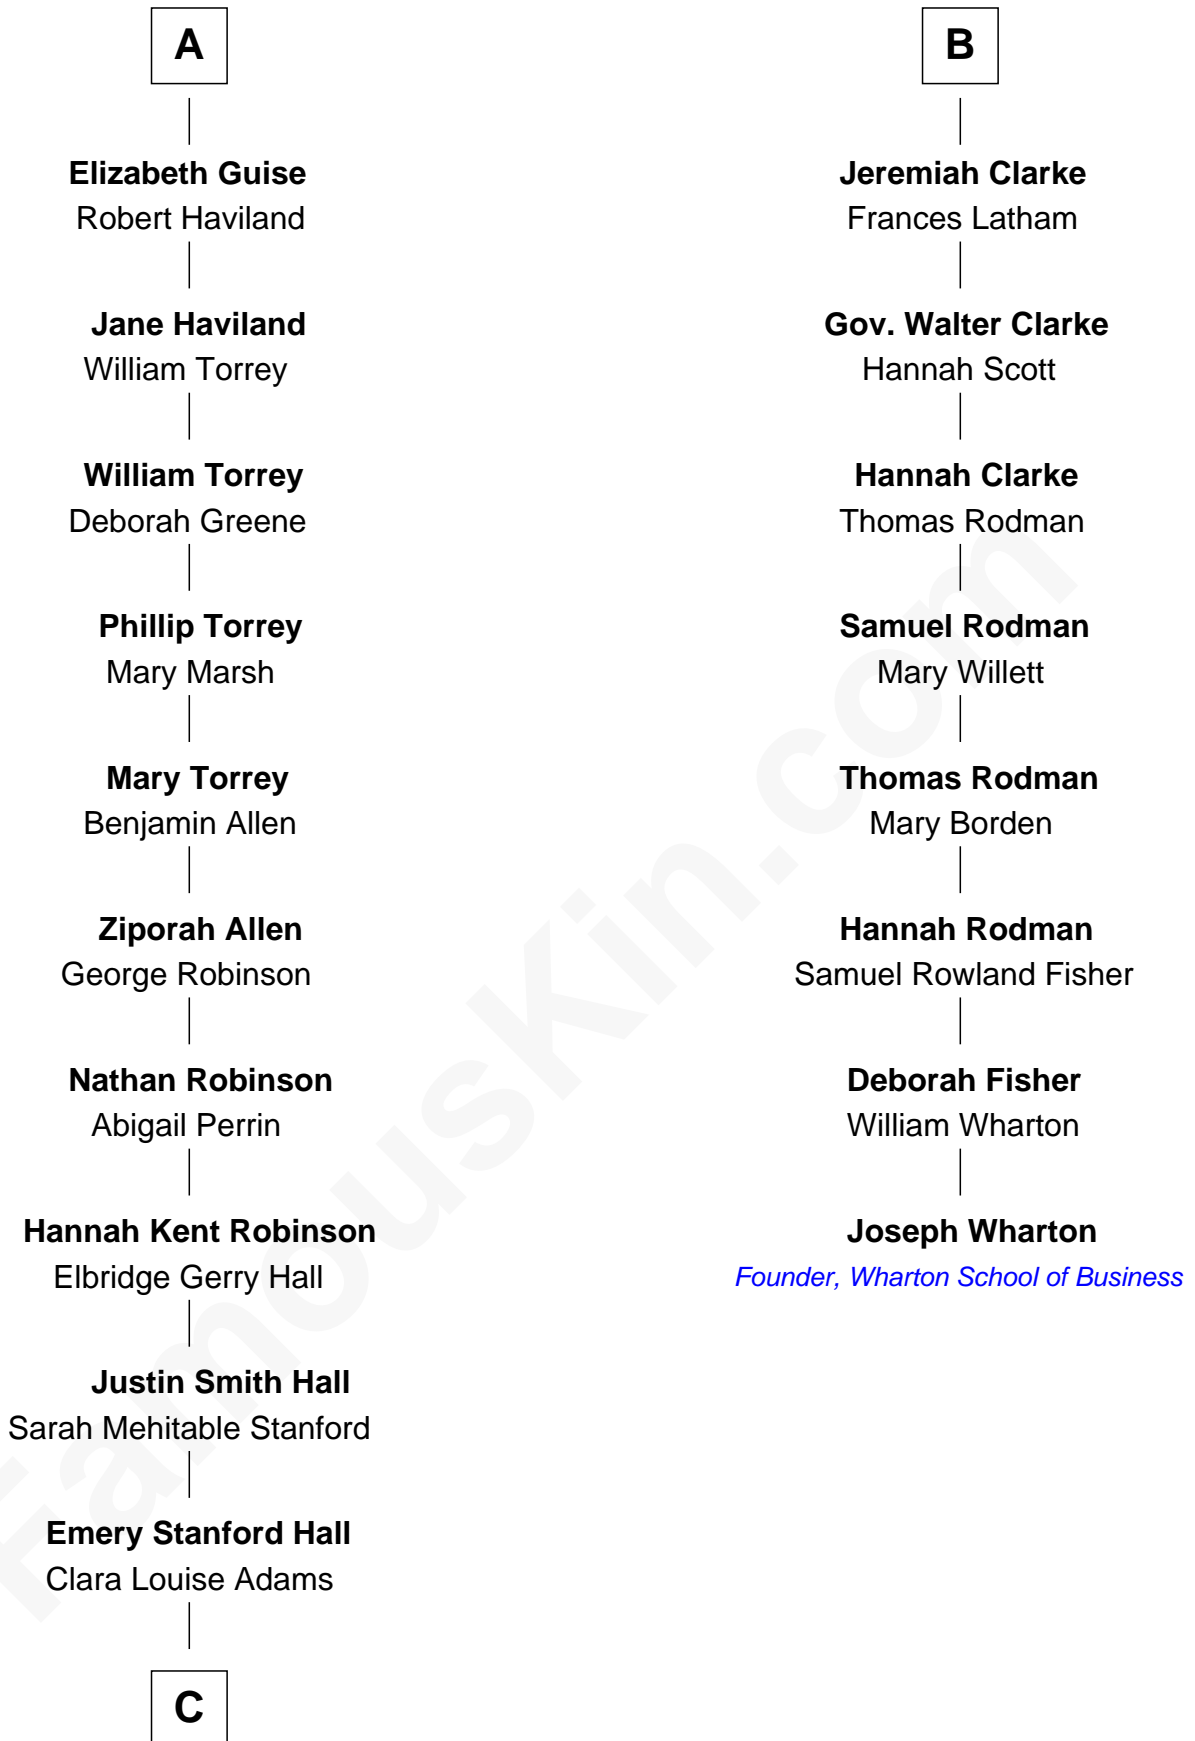 A
Elizabeth Guise
Robert Haviland
Jane Haviland
William Torrey
William Torrey
Deborah Greene
Phillip Torrey
Mary Marsh
Mary Torrey
Benjamin Allen
Ziporah Allen
George Robinson
Nathan Robinson
Abigail Perrin
Hannah Kent Robinson
Elbridge Gerry Hall
Justin Smith Hall
Sarah Mehitable Stanford
Emery Stanford Hall
Clara Louise Adams
C
B
Jeremiah Clarke
Frances Latham
Gov. Walter Clarke
Hannah Scott
Hannah Clarke
Thomas Rodman
Samuel Rodman
Mary Willett
Thomas Rodman
Mary Borden
Hannah Rodman
Samuel Rowland Fisher
Deborah Fisher
William Wharton
Joseph Wharton
Founder, Wharton School of Business
FamousKin.com